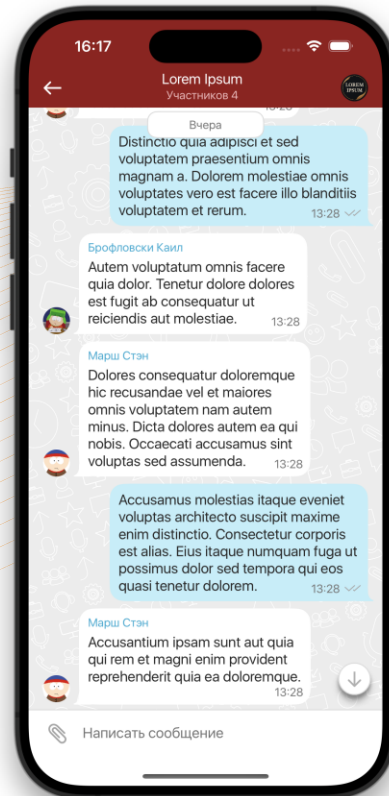 16:17
Lorem Ipsum
Участников 4
LOREM
IPSUM
13:28
Вчера
Distinctio quia adipisci et sed
voluptatem praesentium omnis
magnam a. Dolorem molestiae omnis
voluptates vero est facere illo blanditiis
voluptatem et rerum.
13:28
Брофловски Каил
Autem voluptatum omnis facere
quia dolor. Tenetur dolore dolores
est fugit ab consequatur ut
reiciendis aut molestiae.
13:28
Марш Стэн
Dolores consequatur doloremque
hic recusandae vel et maiores
omnis voluptatem nam autem
minus. Dicta dolores autem ea qui
nobis. Occaecati accusamus sint
voluptas sed assumenda.
13:28
Accusamus molestias itaque eveniet
voluptas architecto suscipit maxime
enim distinctio. Consectetur corporis
est alias. Eius itaque numquam fuga ut
possimus dolor sed tempora qui eos
quasi tenetur dolorem.
13:28
Марш Стэн
Accusantium ipsam sunt aut quia
qui rem et magni enim provident
reprehenderit quia ea doloremque.
13:28
Написать сообщение